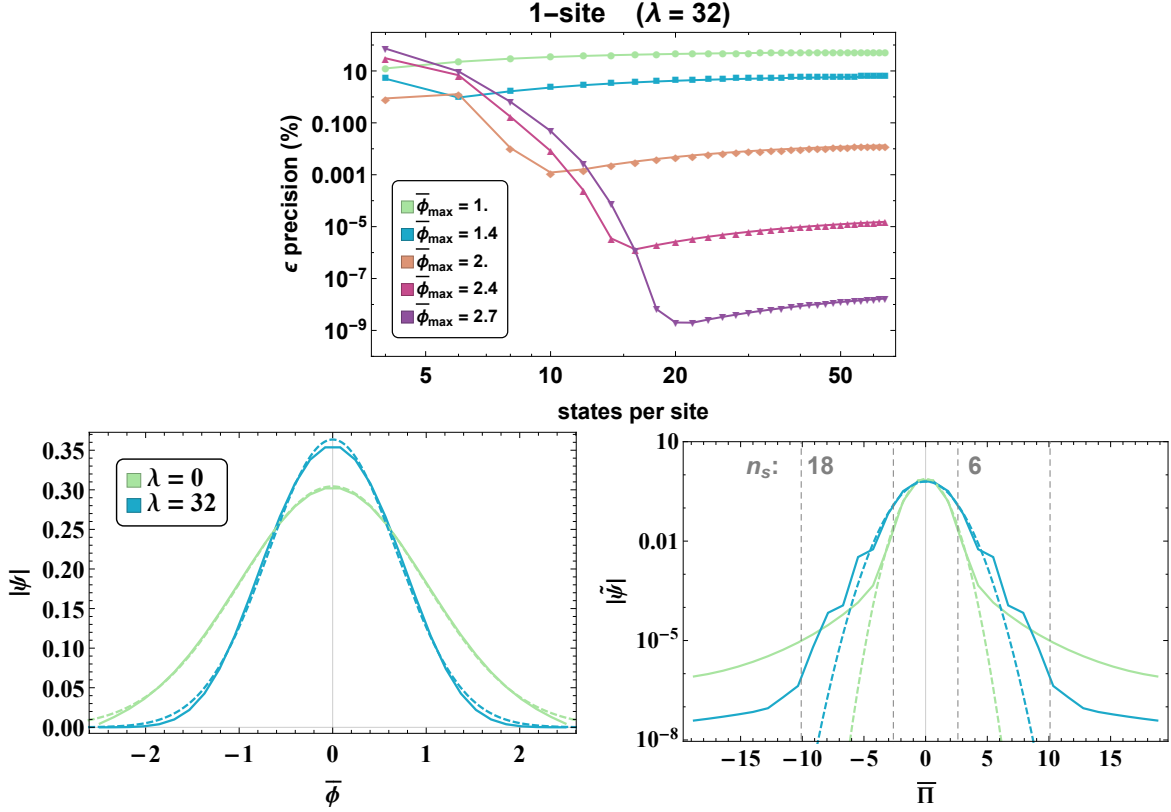 1−site (λ = 32)
10
0.100
0.001
10−5
10−7
10−9
ϵ precision (%)
ϕ̅max = 1.
ϕ̅max = 1.4
ϕ̅max = 2.
ϕ̅max = 2.4
ϕ̅max = 2.7
5 10 20 50
states per site
0.35
0.30
0.25
0.20
0.15
0.10
0.05
0.00
|ψ|
λ = 0
λ = 32
−2 −1 0 1 2
ϕ̅
10
0.01
10−5
10−8
|ψ̃|
ns: 18 6
−15 −10 −5 0 5 10 15
Π̅